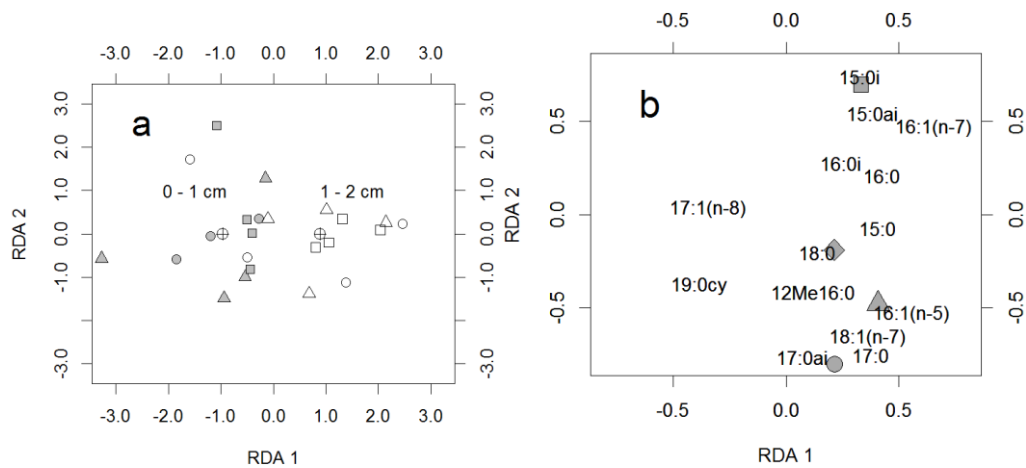 -3.0 -1.0 0.0 1.0 2.0 3.0
3.0
2.0
1.0
0.0
-1.0
-3.0
a
0 - 1 cm 1 - 2 cm
3.0
2.0
1.0
0.0
-1.0
-3.0
-3.0 -2.0 -1.0 0.0 1.0 2.0 3.0
RDA 1
RDA 2
-0.5 0.0 0.5
0.5
0.0
-0.5
b
15:0i
15:0ai
16:1(n-7)
16:0i
16:0
17:1(n-8)
15:0
18:0
19:0cy
12Me16:0
16:1(n-5)
18:1(n-7)
17:0ai 17:0
0.5
0.0
-0.5
-0.5 0.0 0.5
RDA 1
RDA 2